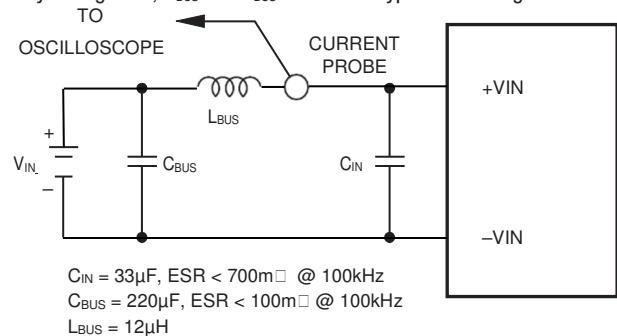 TO
OSCILLOSCOPE
CURRENT
PROBE
+VIN
LBUS
+
VIN
CBUS
CIN
–
–VIN
CIN = 33µF, ESR < 700m□ @ 100kHz
CBUS = 220µF, ESR < 100m□ @ 100kHz
LBUS = 12µH